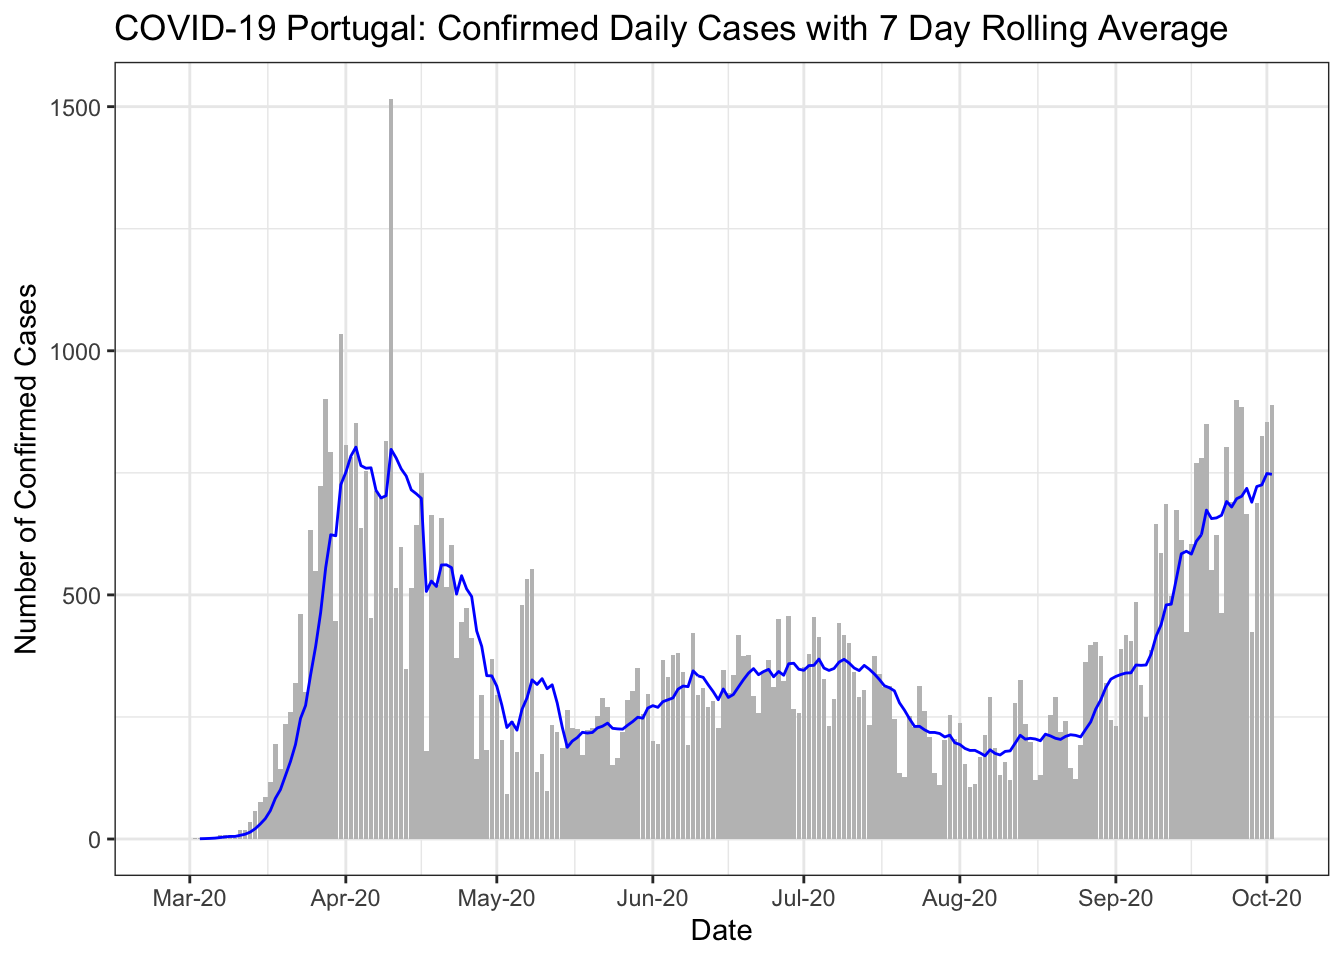 COVID-19 Portugal: Confirmed Daily Cases with 7 Day Rolling Average
Number of Confirmed Cases
1500
1000
500
0
Mar-20 Apr-20 May-20 Jun-20 Jul-20 Aug-20 Sep-20 Oct-20
Date